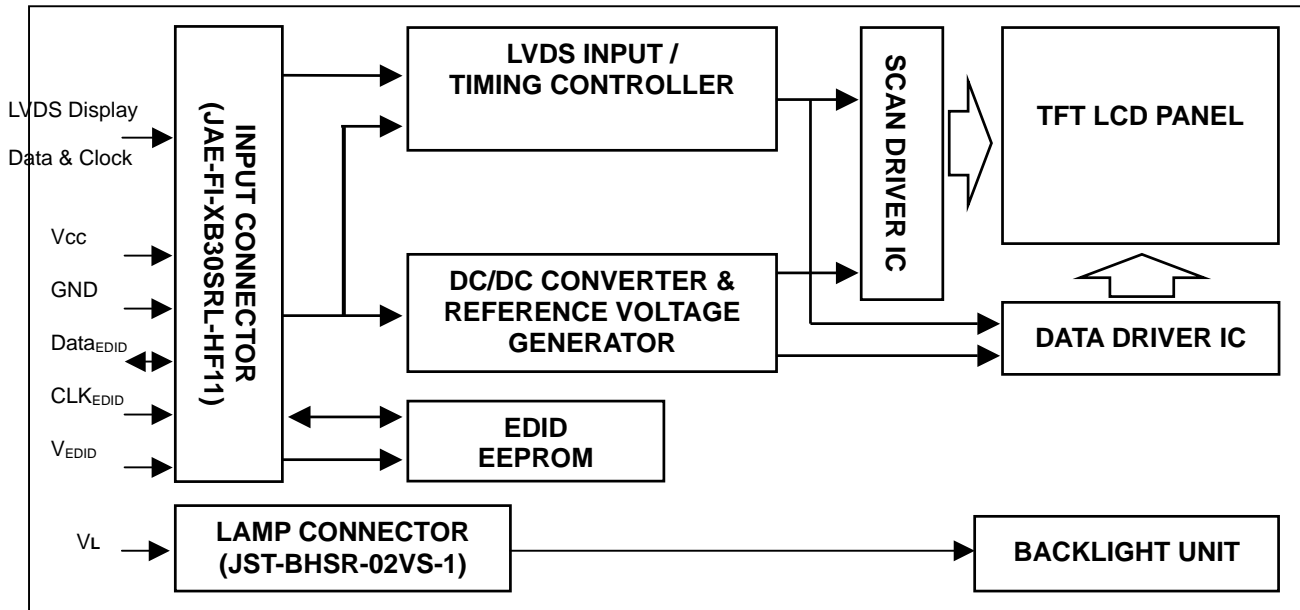 LVDS Display
Data & Clock
Vcc
GND
DataEDID
CLKEDID
VEDID
VL
INPUT CONNECTOR
(JAE-FI-XB30SRL-HF11)
LVDS INPUT /
TIMING CONTROLLER
DC/DC CONVERTER &
REFERENCE VOLTAGE
GENERATOR
EDID
EEPROM
SCAN DRIVER IC
TFT LCD PANEL
DATA DRIVER IC
LAMP CONNECTOR
(JST-BHSR-02VS-1)
BACKLIGHT UNIT